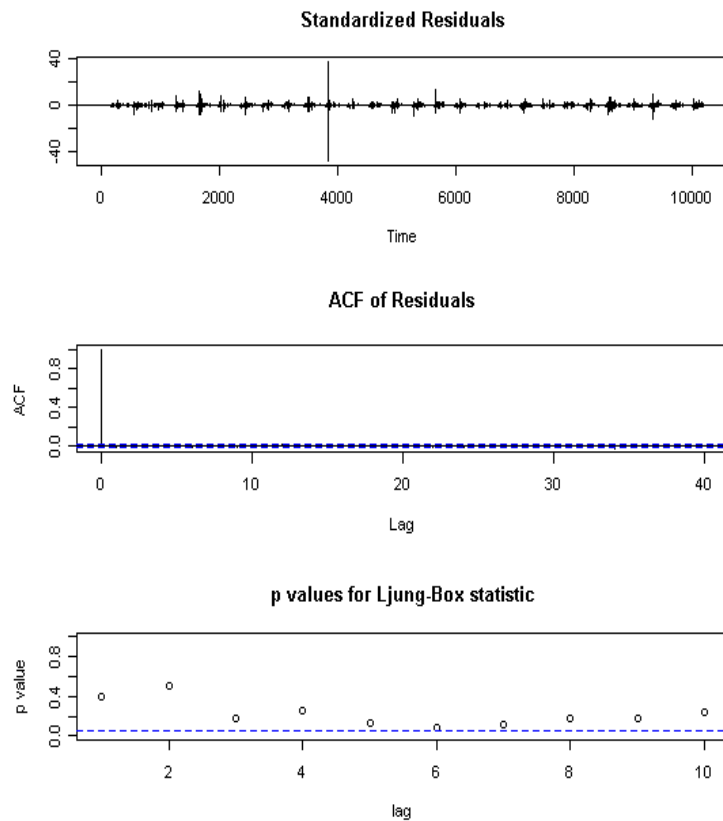 Standardized Residuals
40
0
-40
0 2000 4000 6000 8000 10000
Time
ACF of Residuals
ACF
0.8
0.4
0.0
0 10 20 30 40
Lag
p values for Ljung-Box statistic
p value
0.8
0.4
0.0
2 4 6 8 10
lag